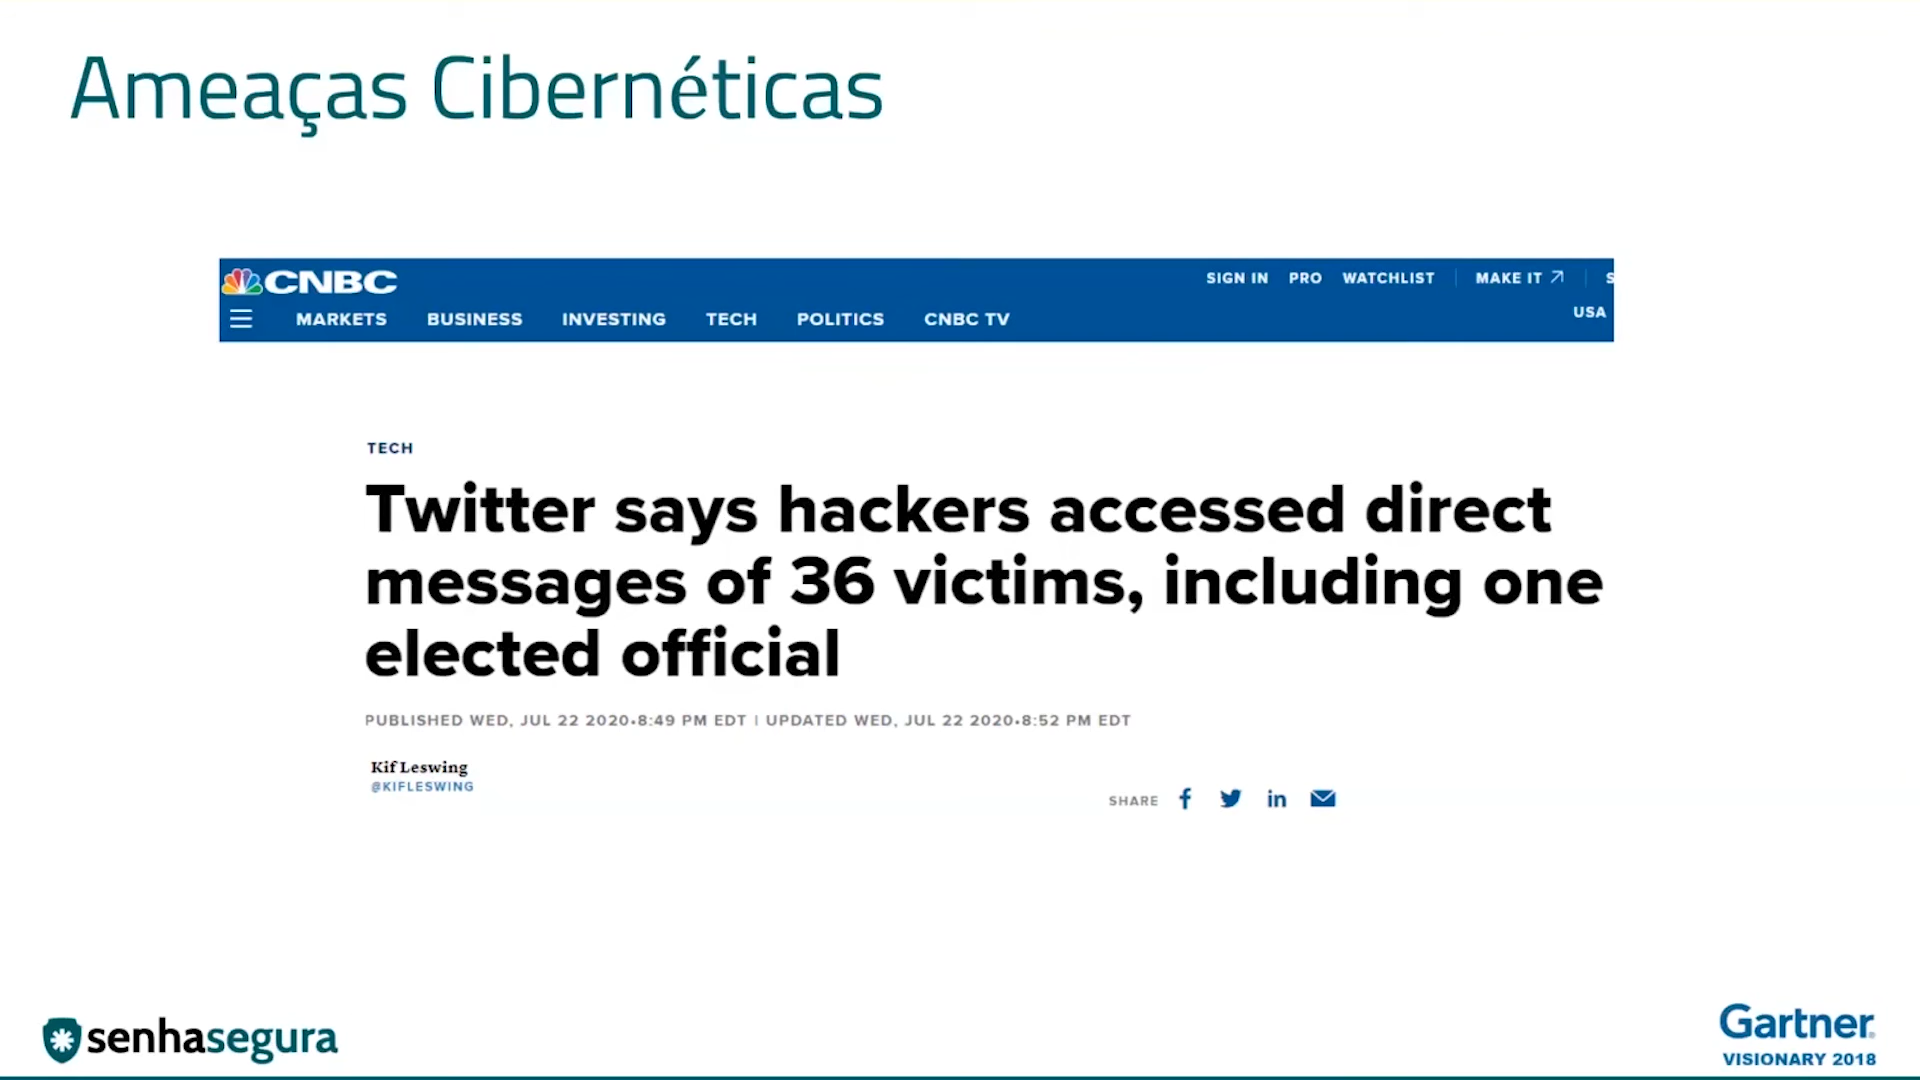 Ameaças Cibernéticas
CNBC
SIGN IN PRO WATCHLIST MAKE IT S
MARKETS BUSINESS INVESTING TECH POLITICS CNBC TV
USA
TECH
Twitter says hackers accessed direct
messages of 36 victims, including one
elected official
PUBLISHED WED, JUL 22 2020•8:49 PM EDT | UPDATED WED, JUL 22 2020•8:52 PM EDT
Kif Leswing
@KIFLESWING
SHARE
senhasegura
Gartner
VISIONARY 2018